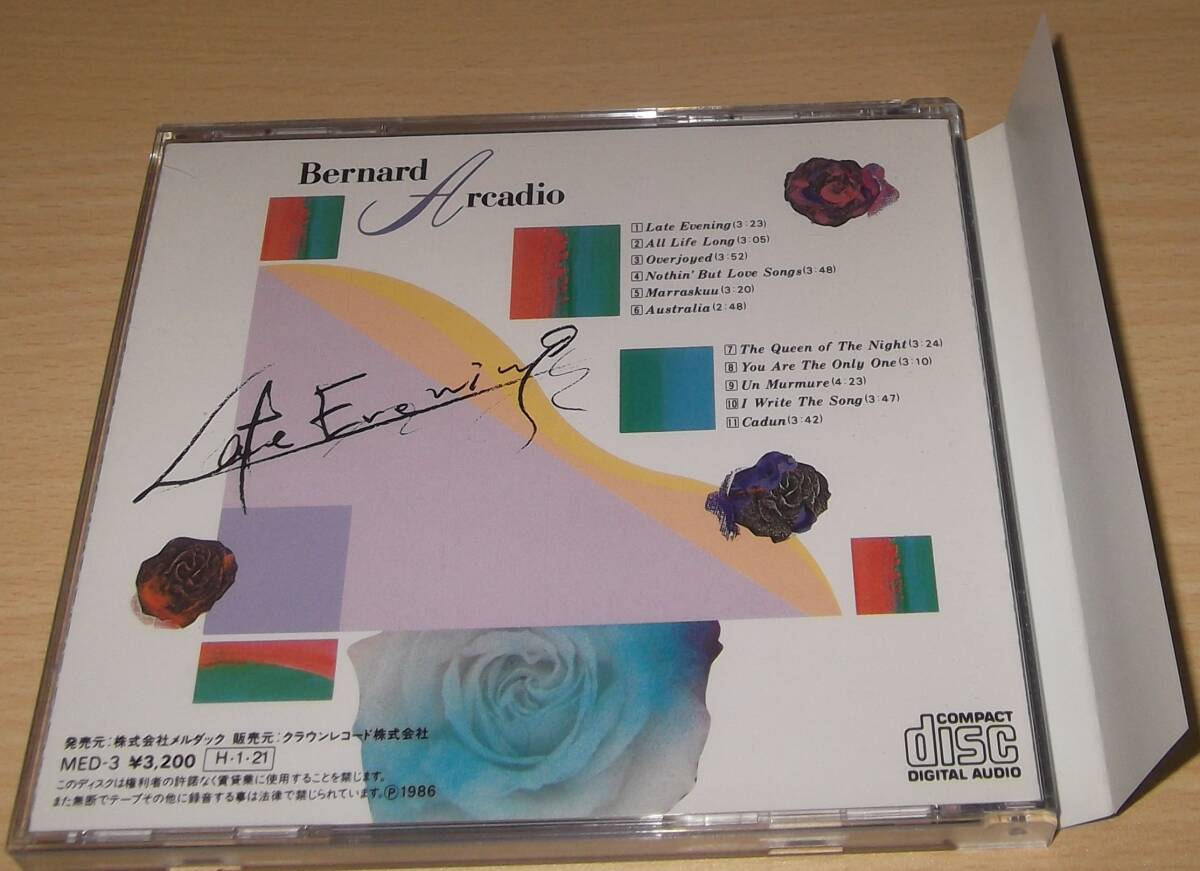 Bernard
Arcadio
1 Late Evening(3:23)
2 All Life Long(3:05)
3 Overjoyed(3:52)
4 Nothin' But Love Songs(3:48)
5 Marraskuu(3:20)
6 Australia(2:48)
7 The Queen of The Night(3:24)
8 You Are The Only One(3:10)
9 Un Murmure(4:23)
10 I Write The Song(3:47)
11 Cadun(3:42)
Late Evening
発売元:株式会社メルダック 販売元:クラウンレコード株式会社
MED-3 ¥3,200 H·1·21
このディスクは権利者の許諾なく賃貸業に使用することを禁じます。
また無断でテープその他に録音する事は法律で禁じられています。Ⓟ1986
COMPACT
disc
DIGITAL AUDIO